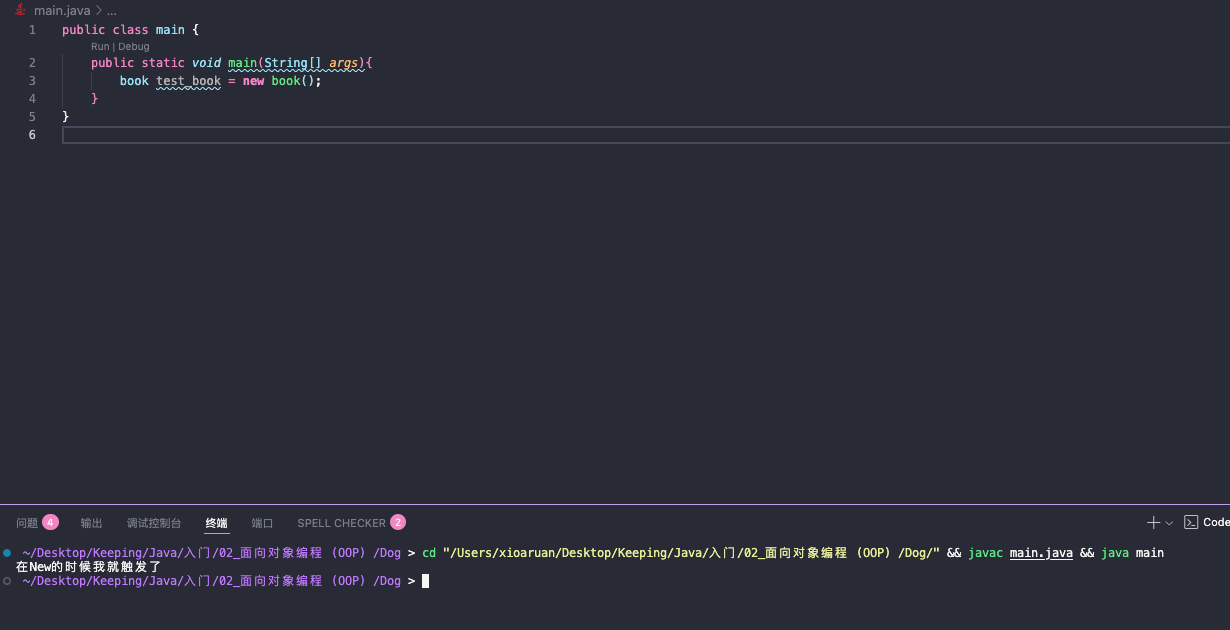 main.java > ...
1 public class main {
Run | Debug
2 public static void main(String[] args){
3 book test_book = new book();
4 }
5 }
6
问题 4 输出 调试控制台 终端 端口 SPELL CHECKER 2 Code
~/Desktop/Keeping/Java/入门/02_面向对象编程 (OOP) /Dog > cd "/Users/xioaruan/Desktop/Keeping/Java/入门/02_面向对象编程 (OOP) /Dog/" && javac main.java && java main
在New的时候我就触发了
~/Desktop/Keeping/Java/入门/02_面向对象编程 (OOP) /Dog >